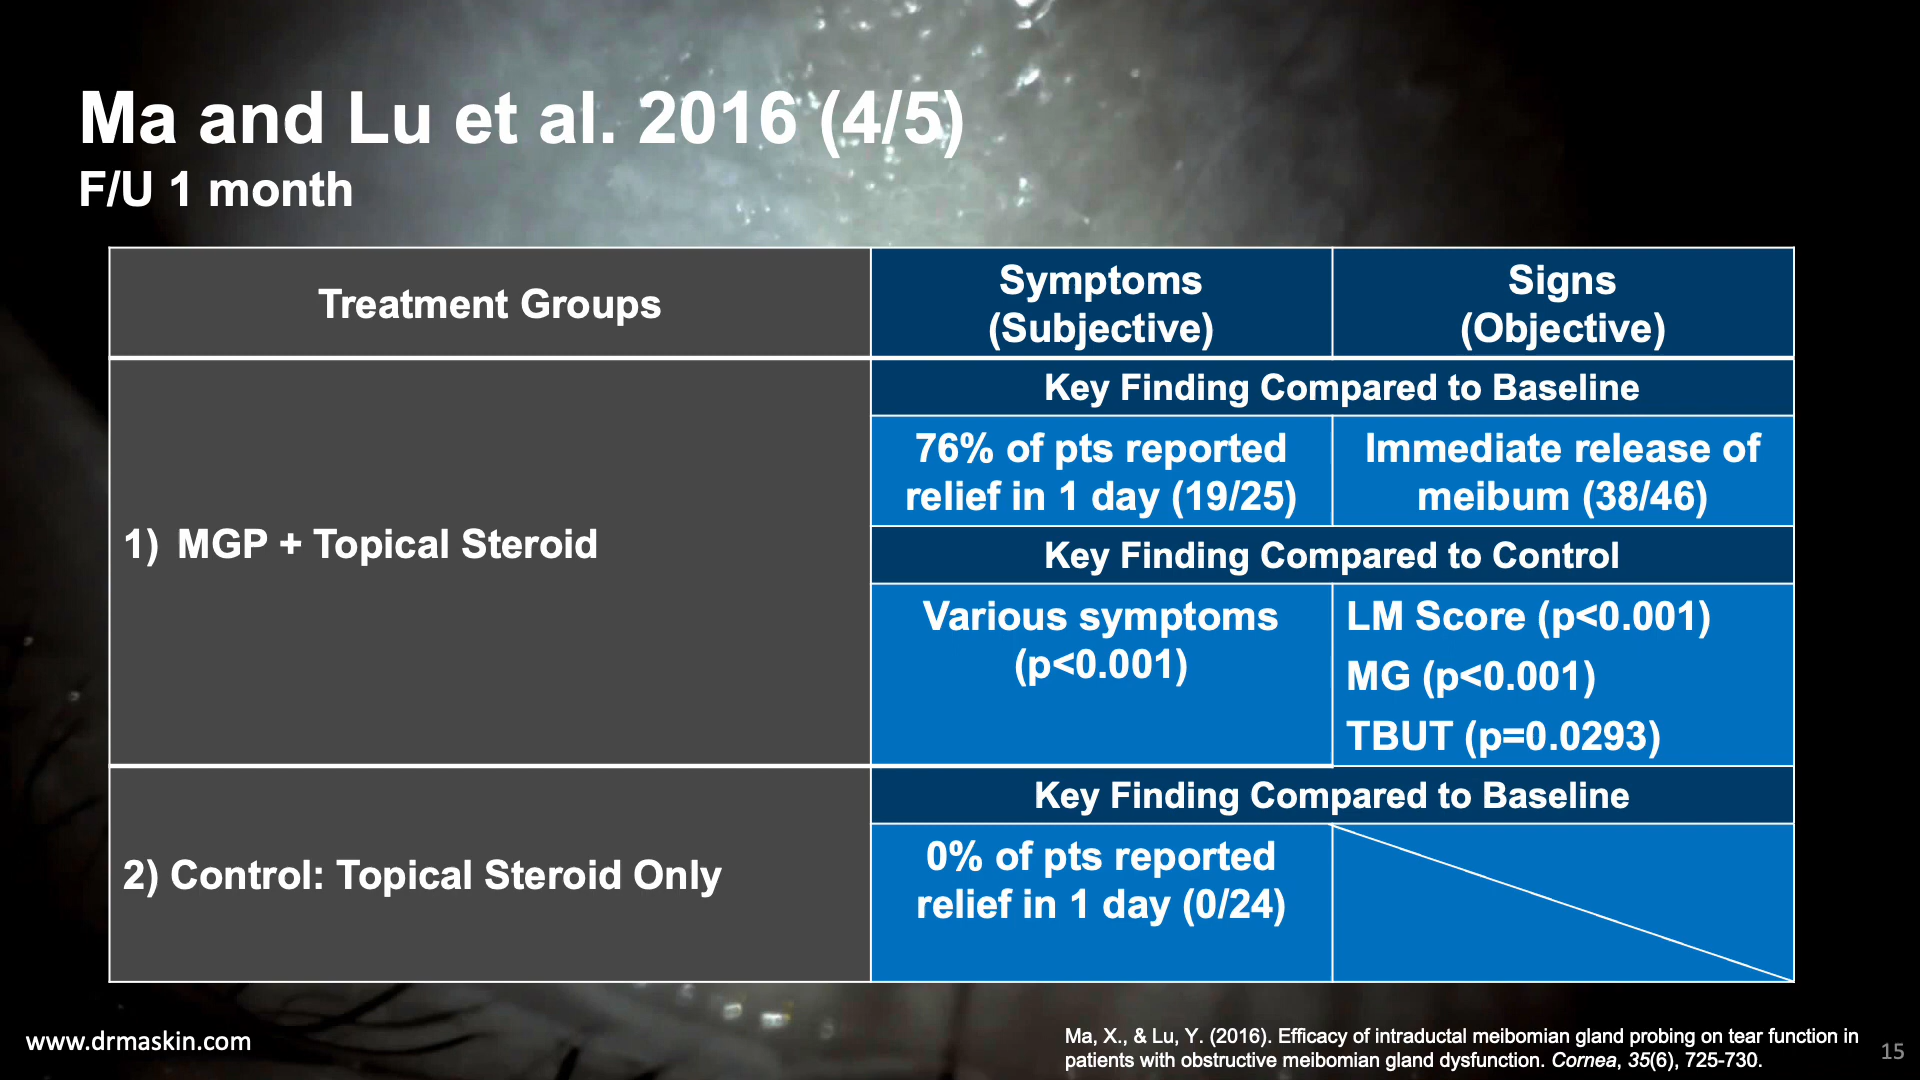 Ma and Lu et al. 2016 (4/5)
F/U 1 month
Treatment Groups
Symptoms
(Subjective)
Signs
(Objective)
1) MGP + Topical Steroid
Key Finding Compared to Baseline
76% of pts reported
relief in 1 day (19/25)
Immediate release of
meibum (38/46)
Key Finding Compared to Control
Various symptoms
(p<0.001)
LM Score (p<0.001)
MG (p<0.001)
TBUT (p=0.0293)
2) Control: Topical Steroid Only
Key Finding Compared to Baseline
0% of pts reported
relief in 1 day (0/24)
www.drmaskin.com
Ma, X., & Lu, Y. (2016). Efficacy of intraductal meibomian gland probing on tear function in
patients with obstructive meibomian gland dysfunction. Cornea, 35(6), 725-730.
15